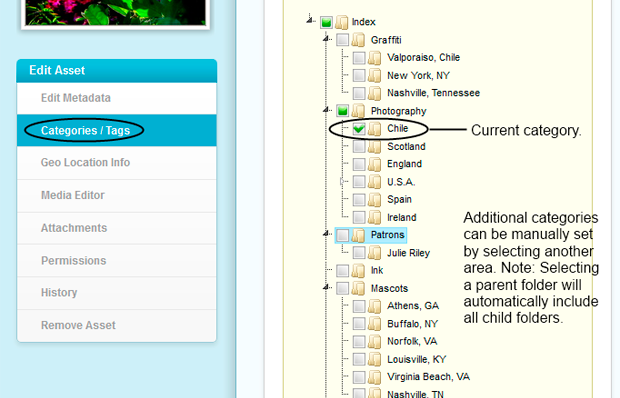 Edit Asset
Edit Metadata
Categories / Tags
Geo Location Info
Media Editor
Attachments
Permissions
History
Remove Asset
Index
Graffiti
Valporaiso, Chile
New York, NY
Nashville, Tennessee
Photography
Chile
Scotland
England
U.S.A.
Spain
Ireland
Patrons
Julie Riley
Ink
Mascots
Athens, GA
Buffalo, NY
Norfolk, VA
Louisville, KY
Virginia Beach, VA
Nashville, TN
Current category.
Additional categories
can be manually set
by selecting another
area. Note: Selecting
a parent folder will
automatically include
all child folders.